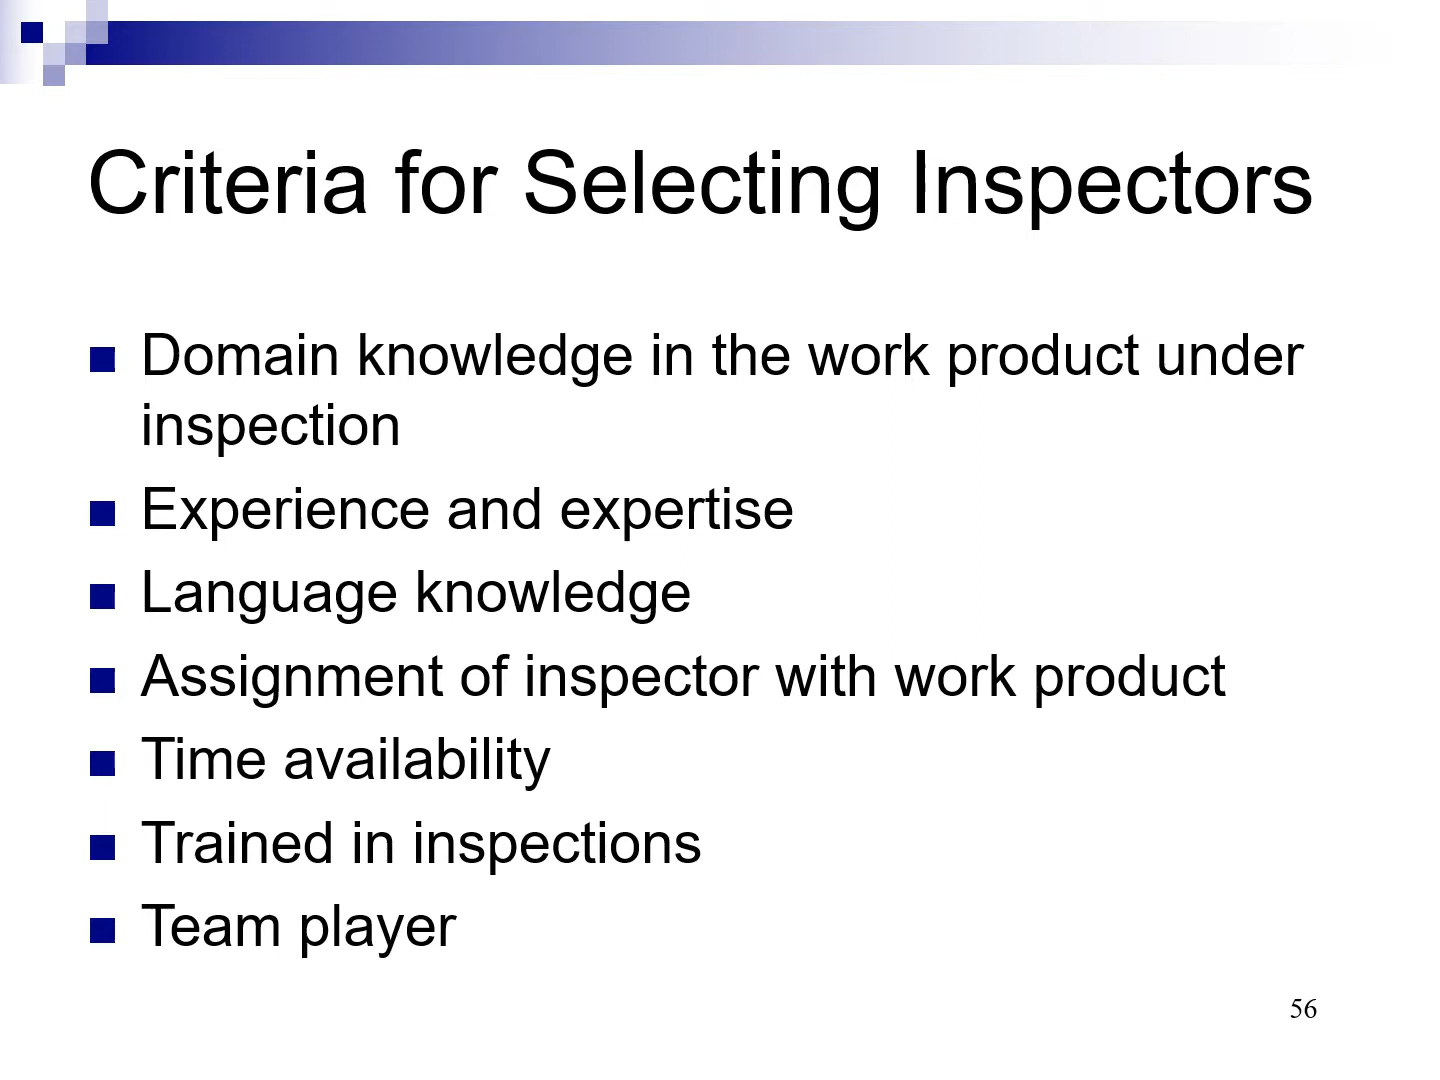 Criteria for Selecting Inspectors
Domain knowledge in the work product under
inspection
Experience and expertise
Language knowledge
Assignment of inspector with work product
Time availability
Trained in inspections
Team player
56